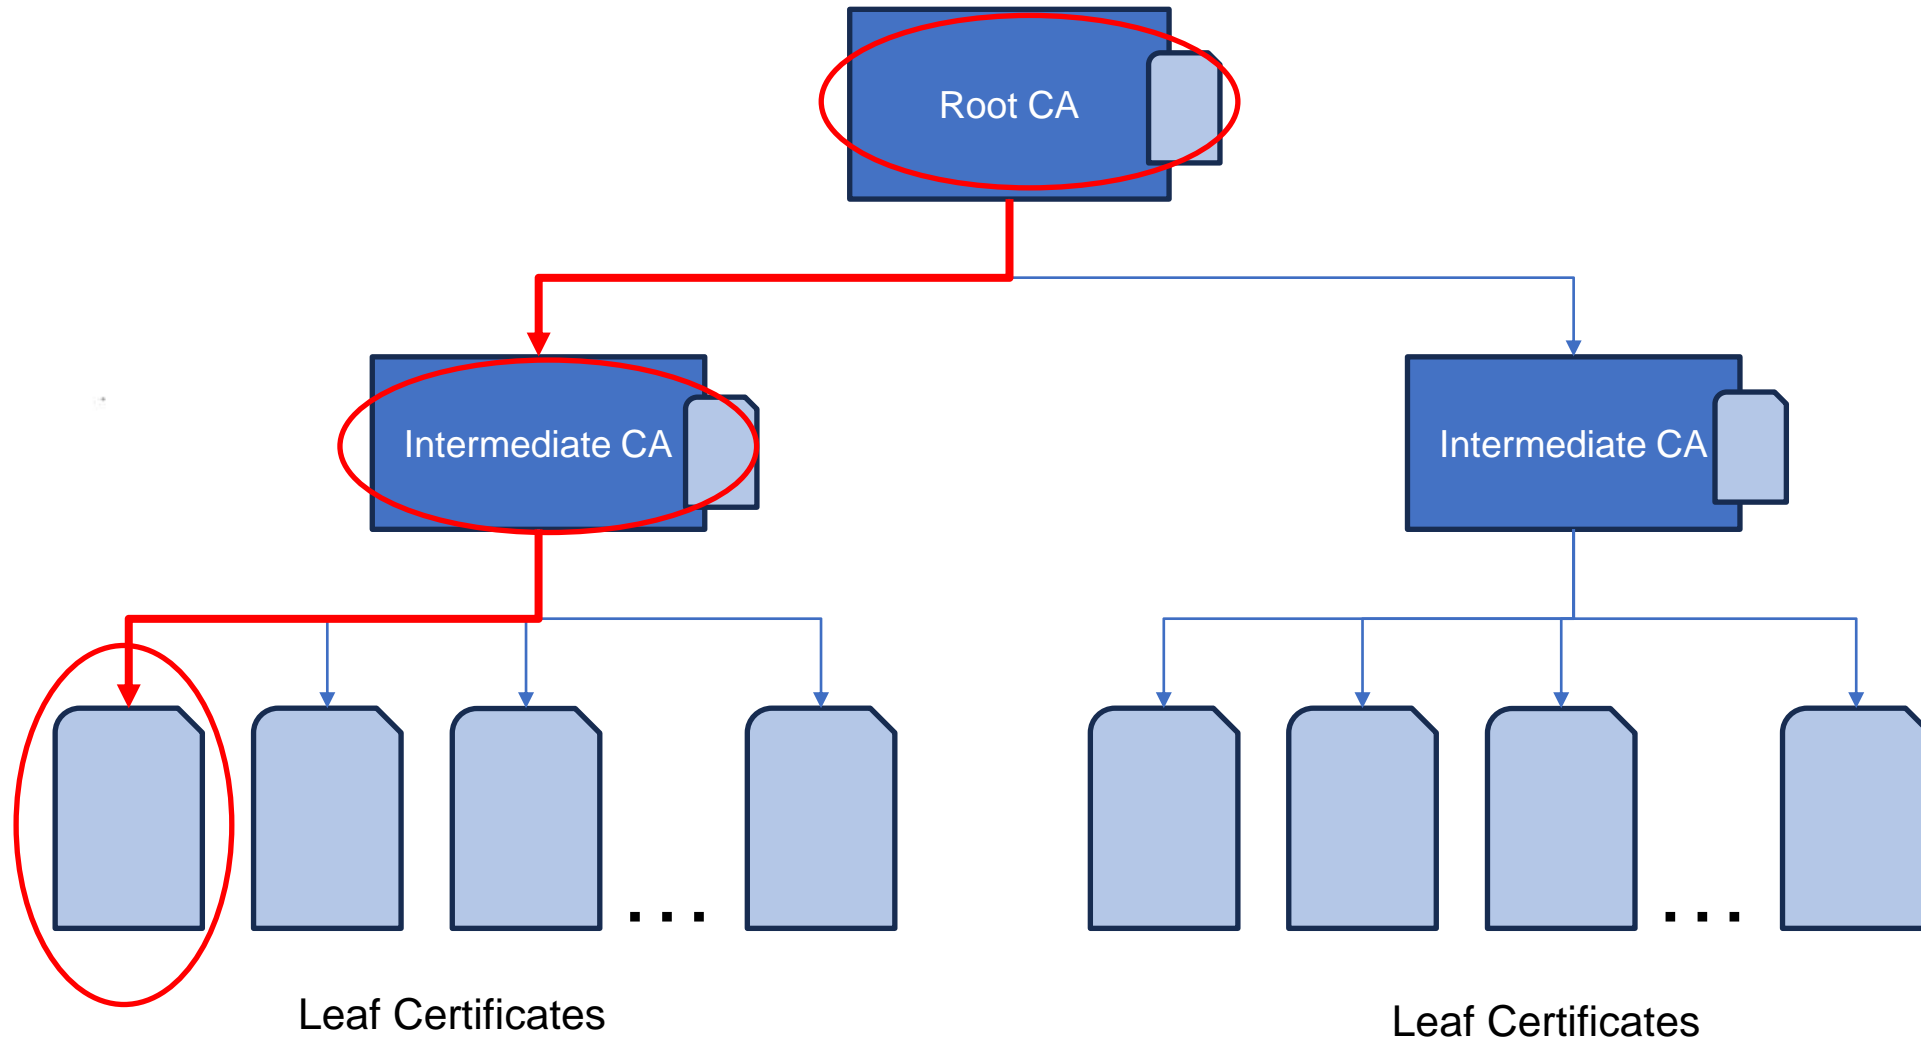 Root CA
Intermediate CA
Intermediate CA
. . .
. . .
Leaf Certificates
Leaf Certificates